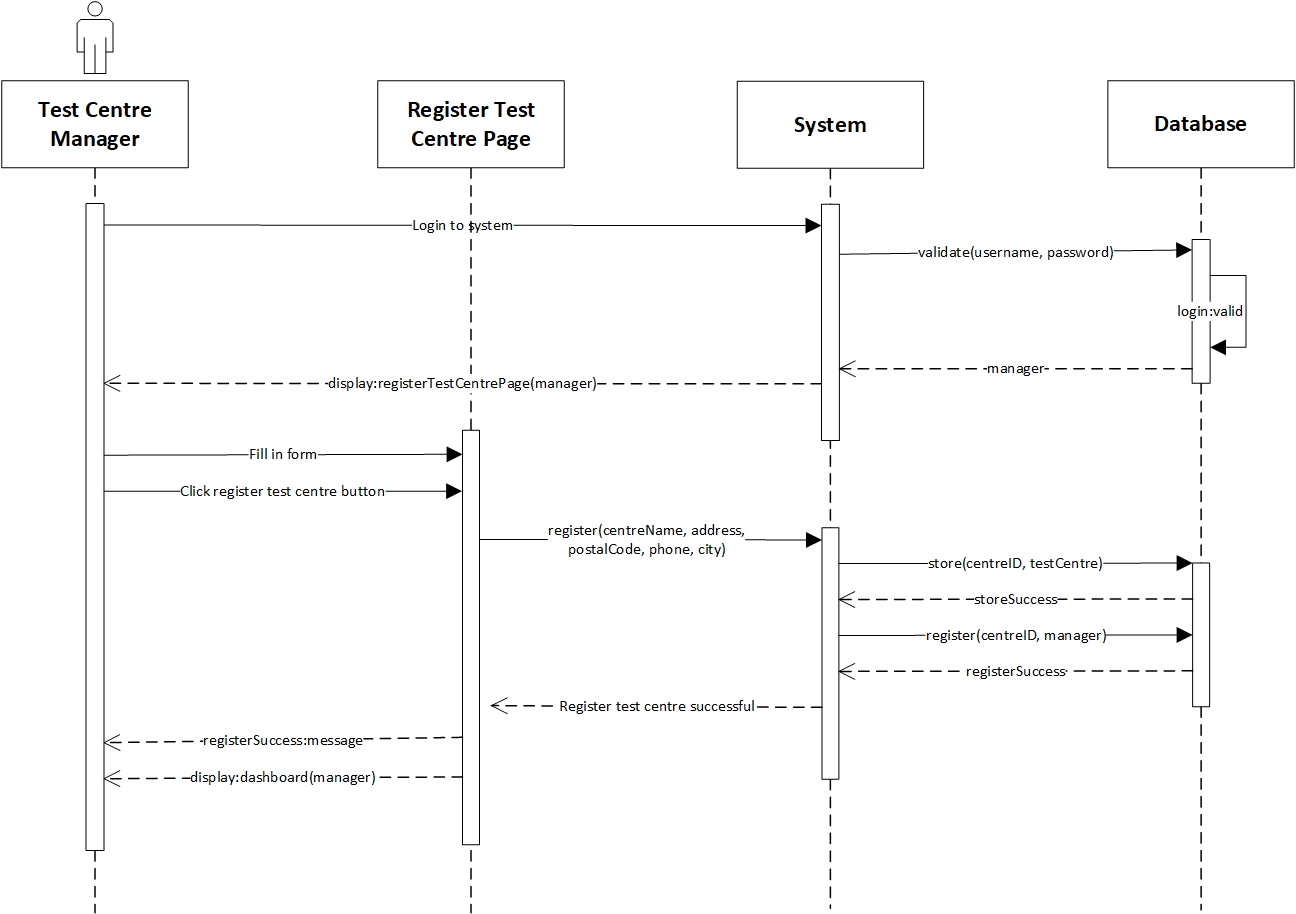 Test Centre
Manager
Register Test
Centre Page
System
Database
Login to system
validate(username, password)
login:valid
manager
display:registerTestCentrePage(manager)
Fill in form
Click register test centre button
register(centreName, address,
postalCode, phone, city)
store(centreID, testCentre)
storeSuccess
register(centreID, manager)
registerSuccess
Register test centre successful
registerSuccess:message
display:dashboard(manager)